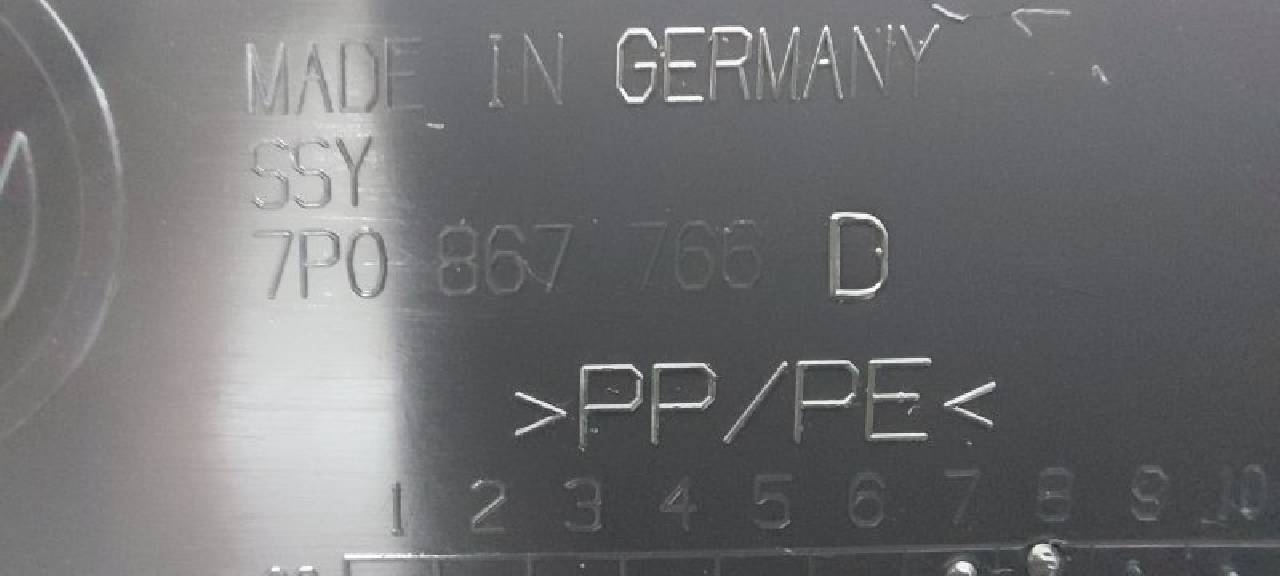 MADE IN GERMANY
SSY
7P0 867 766 D
>PP/PE<
1 2 3 4 5 6 7 8 9 10